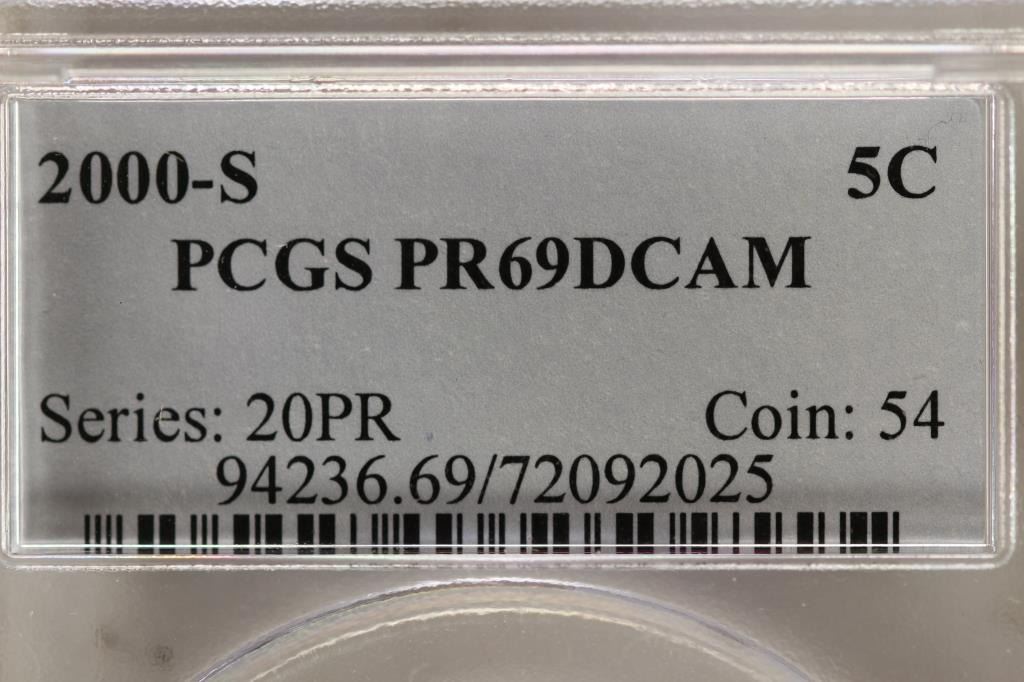 2000-S 5C
PCGS PR69DCAM
Series: 20PR Coin: 54
94236.69/72092025